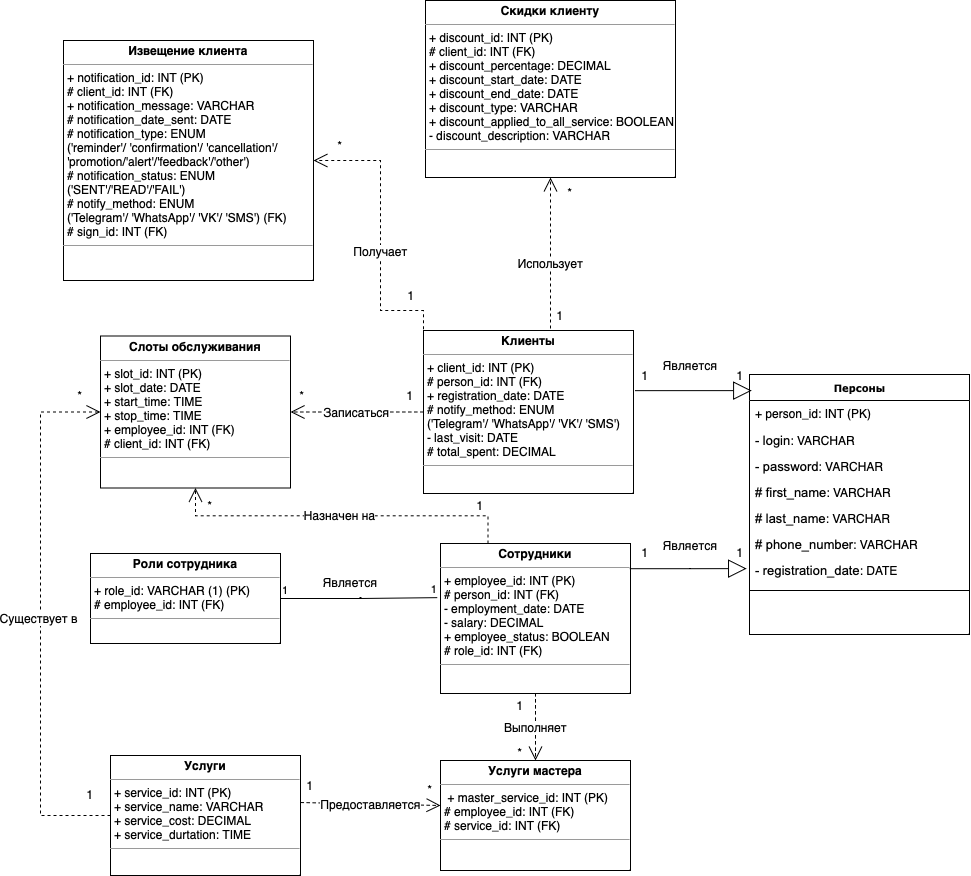 Скидки клиенту
+ discount_id: INT (PK)
# client_id: INT (FK)
+ discount_percentage: DECIMAL
+ discount_start_date: DATE
+ discount_end_date: DATE
+ discount_type: VARCHAR
+ discount_applied_to_all_service: BOOLEAN
- discount_description: VARCHAR
Извещение клиента
+ notification_id: INT (PK)
# client_id: INT (FK)
+ notification_message: VARCHAR
# notification_date_sent: DATE
# notification_type: ENUM
('reminder'/ 'confirmation'/ 'cancellation'/
'promotion/'alert'/'feedback'/'other')
# notification_status: ENUM
('SENT'/'READ'/'FAIL')
# notify_method: ENUM
('Telegram'/ 'WhatsApp'/ 'VK'/ 'SMS') (FK)
# sign_id: INT (FK)
*
*
Получает
Использует
1
1
Слоты обслуживания
+ slot_id: INT (PK)
+ slot_date: DATE
+ start_time: TIME
+ stop_time: TIME
+ employee_id: INT (FK)
# client_id: INT (FK)
*
*
Записаться
1
Клиенты
+ client_id: INT (PK)
# person_id: INT (FK)
+ registration_date: DATE
# notify_method: ENUM
('Telegram'/ 'WhatsApp'/ 'VK'/ 'SMS')
- last_visit: DATE
# total_spent: DECIMAL
1
Является
1
Персоны
+ person_id: INT (PK)
- login: VARCHAR
- password: VARCHAR
# first_name: VARCHAR
# last_name: VARCHAR
# phone_number: VARCHAR
- registration_date: DATE
*
Назначен на
1
Роли сотрудника
+ role_id: VARCHAR (1) (PK)
# employee_id: INT (FK)
1
Является
1
Сотрудники
+ employee_id: INT (PK)
# person_id: INT (FK)
- employment_date: DATE
- salary: DECIMAL
+ employee_status: BOOLEAN
# role_id: INT (FK)
1
Является
1
Существует в
1
Выполняет
*
Услуги
+ service_id: INT (PK)
+ service_name: VARCHAR
+ service_cost: DECIMAL
+ service_durtation: TIME
1
1
Предоставляется
*
Услуги мастера
+ master_service_id: INT (PK)
# employee_id: INT (FK)
# service_id: INT (FK)